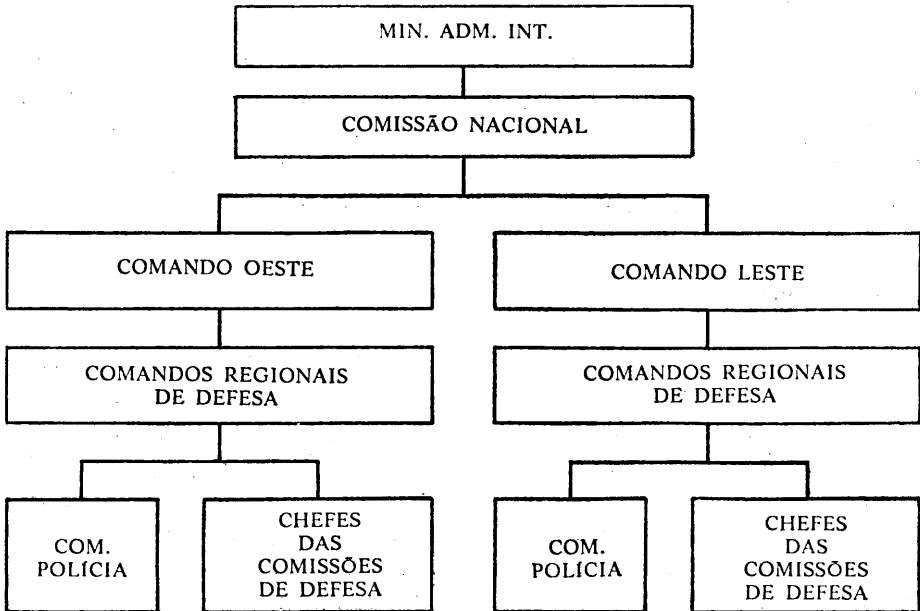 MIN. ADM. INT.
COMISSÃO NACIONAL
COMANDO OESTE
COMANDO LESTE
COMANDOS REGIONAIS
DE DEFESA
COMANDOS REGIONAIS
DE DEFESA
COM.
POLÍCIA
CHEFES
DAS
COMISSÕES
DE DEFESA
COM.
POLÍCIA
CHEFES
DAS
COMISSÕES
DE DEFESA